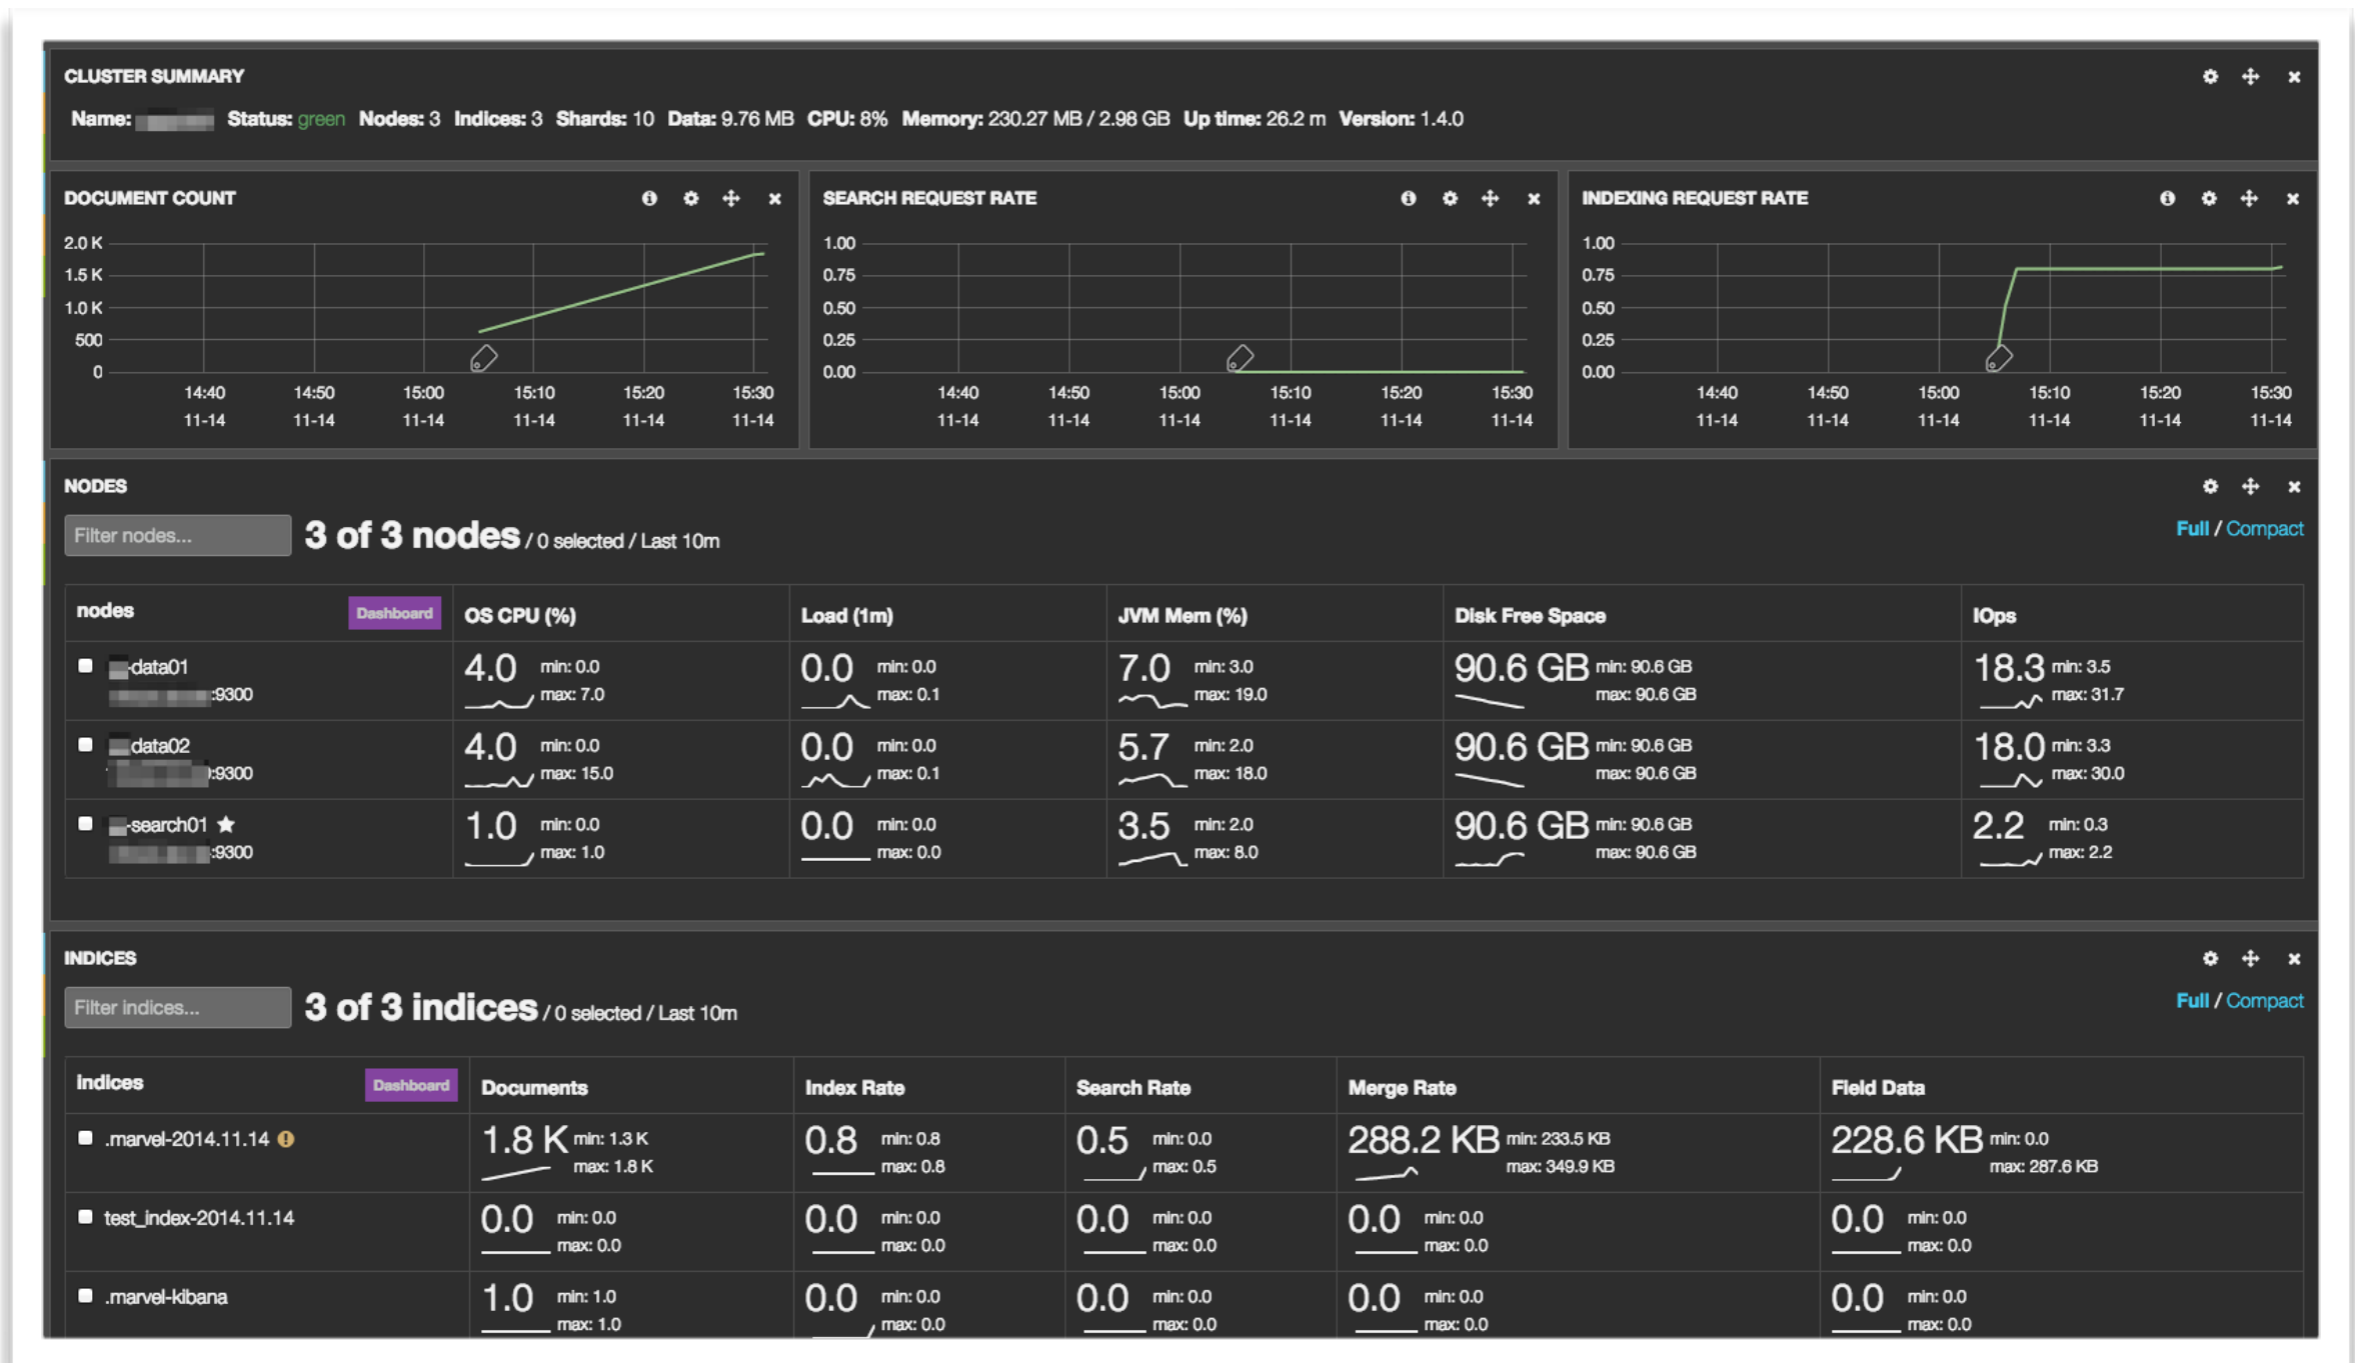 CLUSTER SUMMARY
Name: Status: green Nodes: 3 Indices: 3 Shards: 10 Data: 9.76 MB CPU: 8% Memory: 230.27 MB / 2.98 GB Up time: 26.2 m Version: 1.4.0
DOCUMENT COUNT
2.0 K
1.5 K
1.0 K
500
0
14:40 14:50 15:00 15:10 15:20 15:30
11-14 11-14 11-14 11-14 11-14 11-14
SEARCH REQUEST RATE
1.00
0.75
0.50
0.25
0.00
14:40 14:50 15:00 15:10 15:20 15:30
11-14 11-14 11-14 11-14 11-14 11-14
INDEXING REQUEST RATE
1.00
0.75
0.50
0.25
0.00
14:40 14:50 15:00 15:10 15:20 15:30
11-14 11-14 11-14 11-14 11-14 11-14
NODES
Filter nodes... 3 of 3 nodes / 0 selected / Last 10m Full / Compact
nodes Dashboard OS CPU (%) Load (1m) JVM Mem (%) Disk Free Space IOps
-data01 4.0 min: 0.0 0.0 min: 0.0 7.0 min: 3.0 90.6 GB min: 90.6 GB 18.3 min: 3.5
:9300 max: 7.0 max: 0.1 max: 19.0 max: 90.6 GB max: 31.7
data02 4.0 min: 0.0 0.0 min: 0.0 5.7 min: 2.0 90.6 GB min: 90.6 GB 18.0 min: 3.3
:9300 max: 15.0 max: 0.1 max: 18.0 max: 90.6 GB max: 30.0
-search01 1.0 min: 0.0 0.0 min: 0.0 3.5 min: 2.0 90.6 GB min: 90.6 GB 2.2 min: 0.3
:9300 max: 1.0 max: 0.0 max: 8.0 max: 90.6 GB max: 2.2
INDICES
Filter indices... 3 of 3 indices / 0 selected / Last 10m Full / Compact
indices Dashboard Documents Index Rate Search Rate Merge Rate Field Data
.marvel-2014.11.14 1.8 K min: 1.3 K 0.8 min: 0.8 0.5 min: 0.0 288.2 KB min: 233.5 KB 228.6 KB min: 0.0
max: 1.8 K max: 0.8 max: 0.5 max: 349.9 KB max: 287.6 KB
test_index-2014.11.14 0.0 min: 0.0 0.0 min: 0.0 0.0 min: 0.0 0.0 min: 0.0 0.0 min: 0.0
max: 0.0 max: 0.0 max: 0.0 max: 0.0 max: 0.0
.marvel-kibana 1.0 min: 1.0 0.0 min: 0.0 0.0 min: 0.0 0.0 min: 0.0 0.0 min: 0.0
max: 1.0 max: 0.0 max: 0.0 max: 0.0 max: 0.0